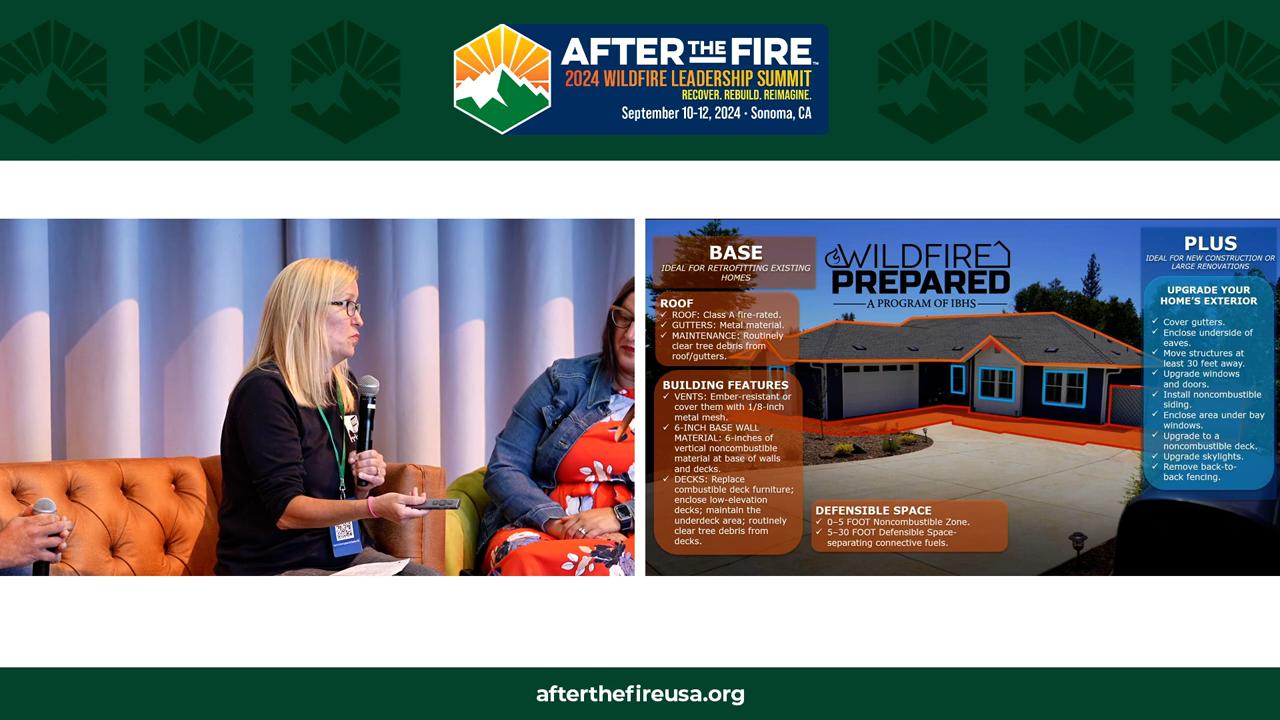 AFTER THE FIRE™
2024 WILDFIRE LEADERSHIP SUMMIT
RECOVER. REBUILD. REIMAGINE.
September 10-12, 2024 · Sonoma, CA
BASE
IDEAL FOR RETROFITTING EXISTING
HOMES
ROOF
✓ ROOF: Class A fire-rated.
✓ GUTTERS: Metal material.
✓ MAINTENANCE: Routinely
clear tree debris from
roof/gutters.
BUILDING FEATURES
✓ VENTS: Ember-resistant or
cover them with 1/8-inch
metal mesh.
✓ 6-INCH BASE WALL
MATERIAL: 6-inches of
vertical noncombustible
material at base of walls
and decks.
✓ DECKS: Replace
combustible deck furniture;
enclose low-elevation
decks; maintain the
underdeck area; routinely
clear tree debris from
decks.
WILDFIRE
PREPARED
A PROGRAM OF IBHS
DEFENSIBLE SPACE
✓ 0–5 FOOT Noncombustible Zone.
✓ 5–30 FOOT Defensible Space-
separating connective fuels.
PLUS
IDEAL FOR NEW CONSTRUCTION OR
LARGE RENOVATIONS
UPGRADE YOUR
HOME'S EXTERIOR
✓ Cover gutters.
✓ Enclose underside of
eaves.
✓ Move structures at
least 30 feet away.
✓ Upgrade windows
and doors.
✓ Install noncombustible
siding.
✓ Enclose area under bay
windows.
✓ Upgrade to a
noncombustible deck.
✓ Upgrade skylights.
✓ Remove back-to-
back fencing.
afterthefireusa.org